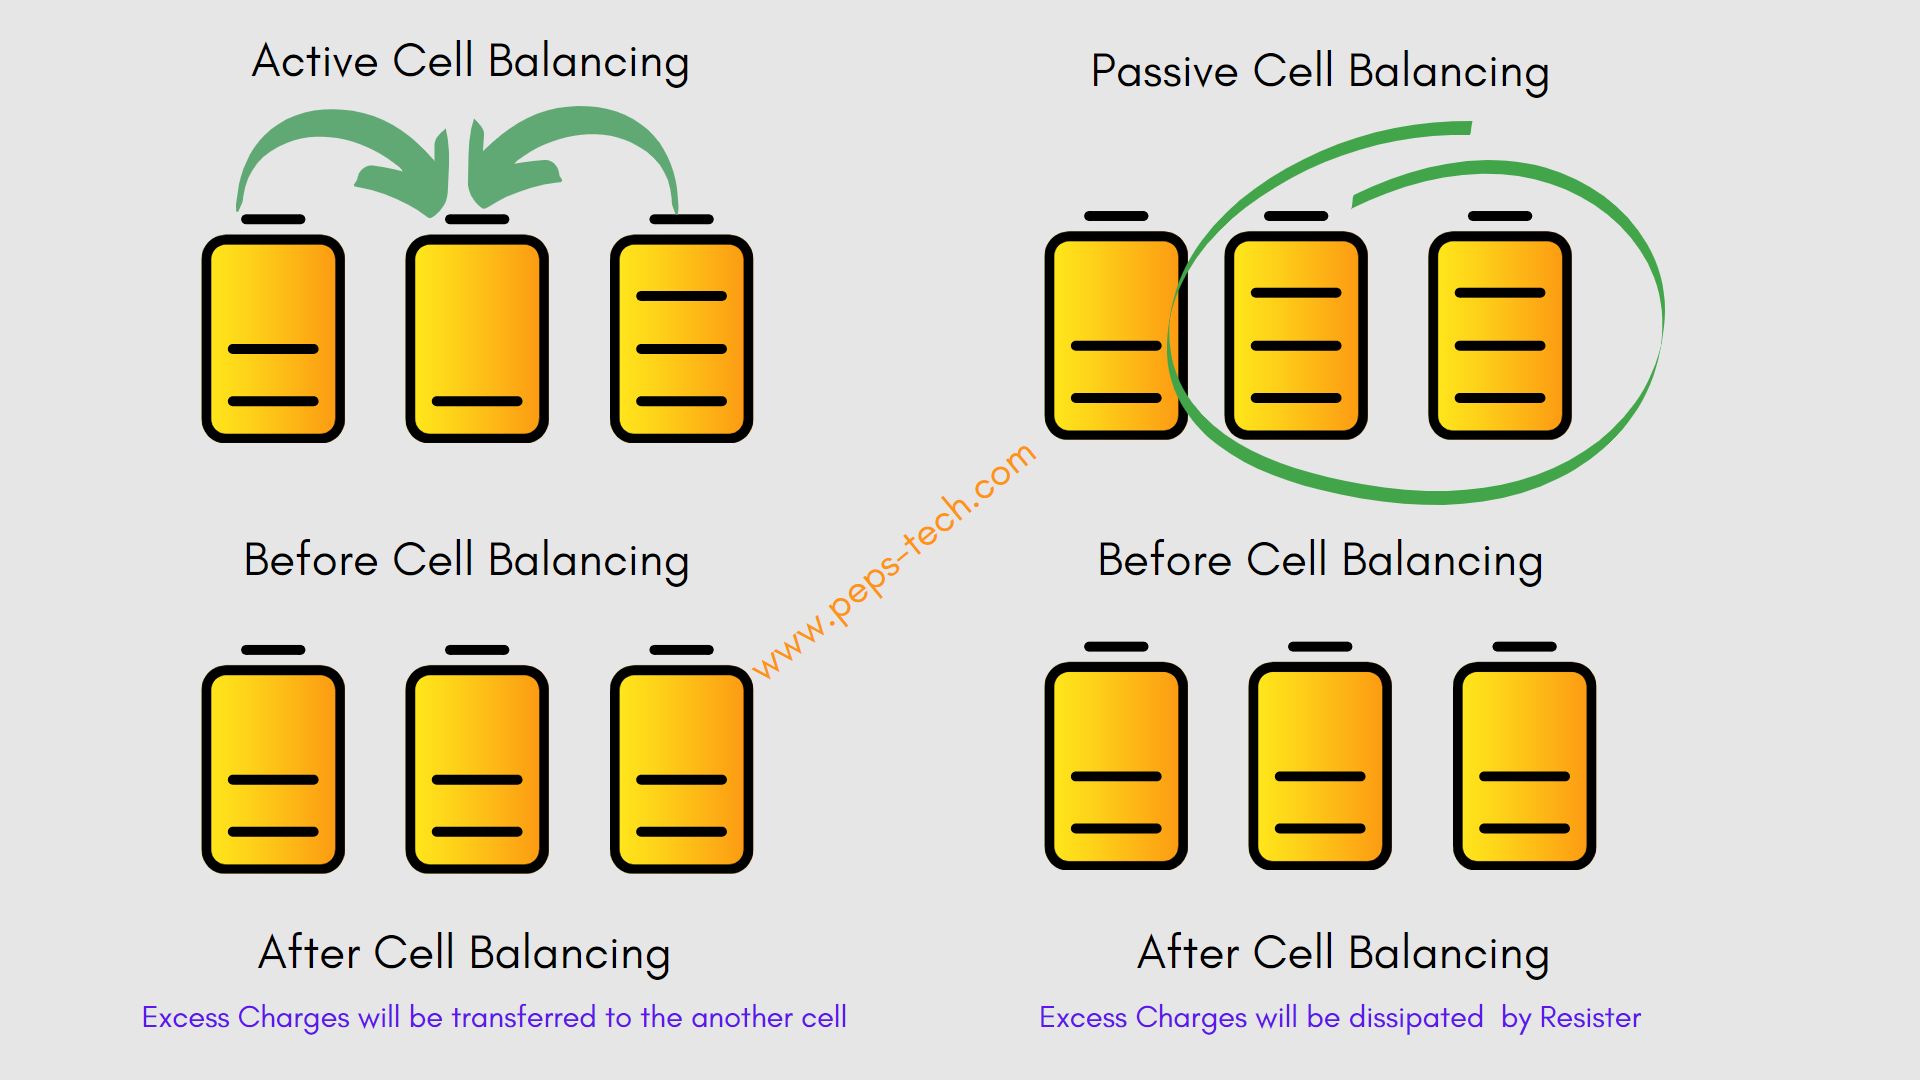 Active Cell Balancing
Passive Cell Balancing
Before Cell Balancing
Before Cell Balancing
www.peps-tech.com
After Cell Balancing
After Cell Balancing
Excess Charges will be transferred to the another cell
Excess Charges will be dissipated by Resister